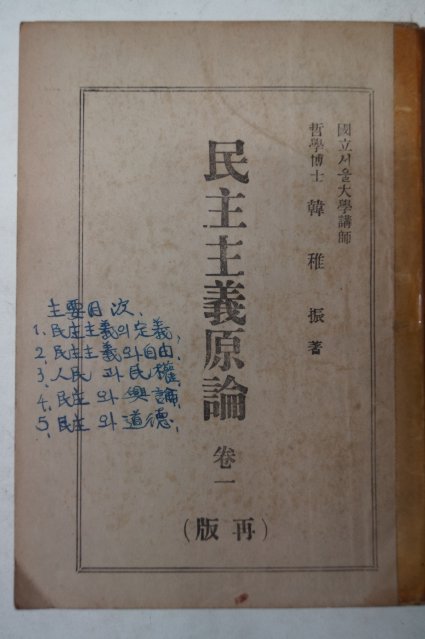 國立서울大學講師
哲學博士 韓稚振著
民主主義原論 卷一
(再版)
主要目次.
1. 民主主義의 定義.
2. 民主主義와 自由.
3. 人民과 民權.
4. 民主와 輿論.
5. 民主와 道德.